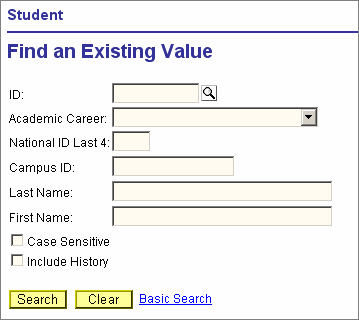 Student
Find an Existing Value
ID:
Academic Career:
National ID Last 4:
Campus ID:
Last Name:
First Name:
Case Sensitive
Include History
Search Clear Basic Search